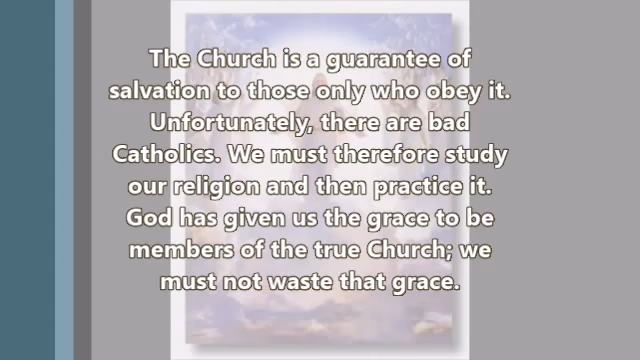 The Church is a guarantee of
salvation to those only who obey it.
Unfortunately, there are bad
Catholics. We must therefore study
our religion and then practice it.
God has given us the grace to be
members of the true Church; we
must not waste that grace.